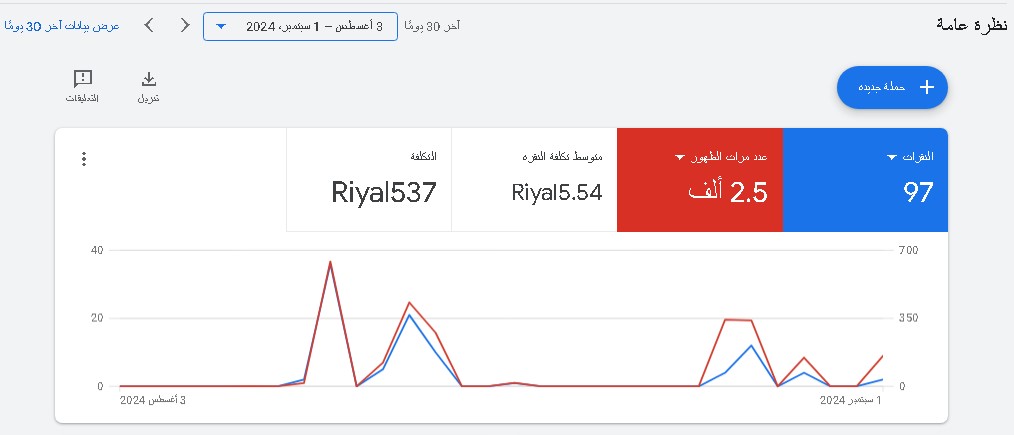 نظرة عامة
آخر 30 يومًا
3 أغسطس – 1 سبتمبر، 2024
عرض بيانات آخر 30 يومًا
حملة جديدة
تنزيل
التعليقات
النقرات
97
عدد مرات الظهور
2.5 ألف
متوسط تكلفة النقرة
Riyal5.54
التكلفة
Riyal537
40
700
20
350
0
0
3 أغسطس 2024
1 سبتمبر 2024